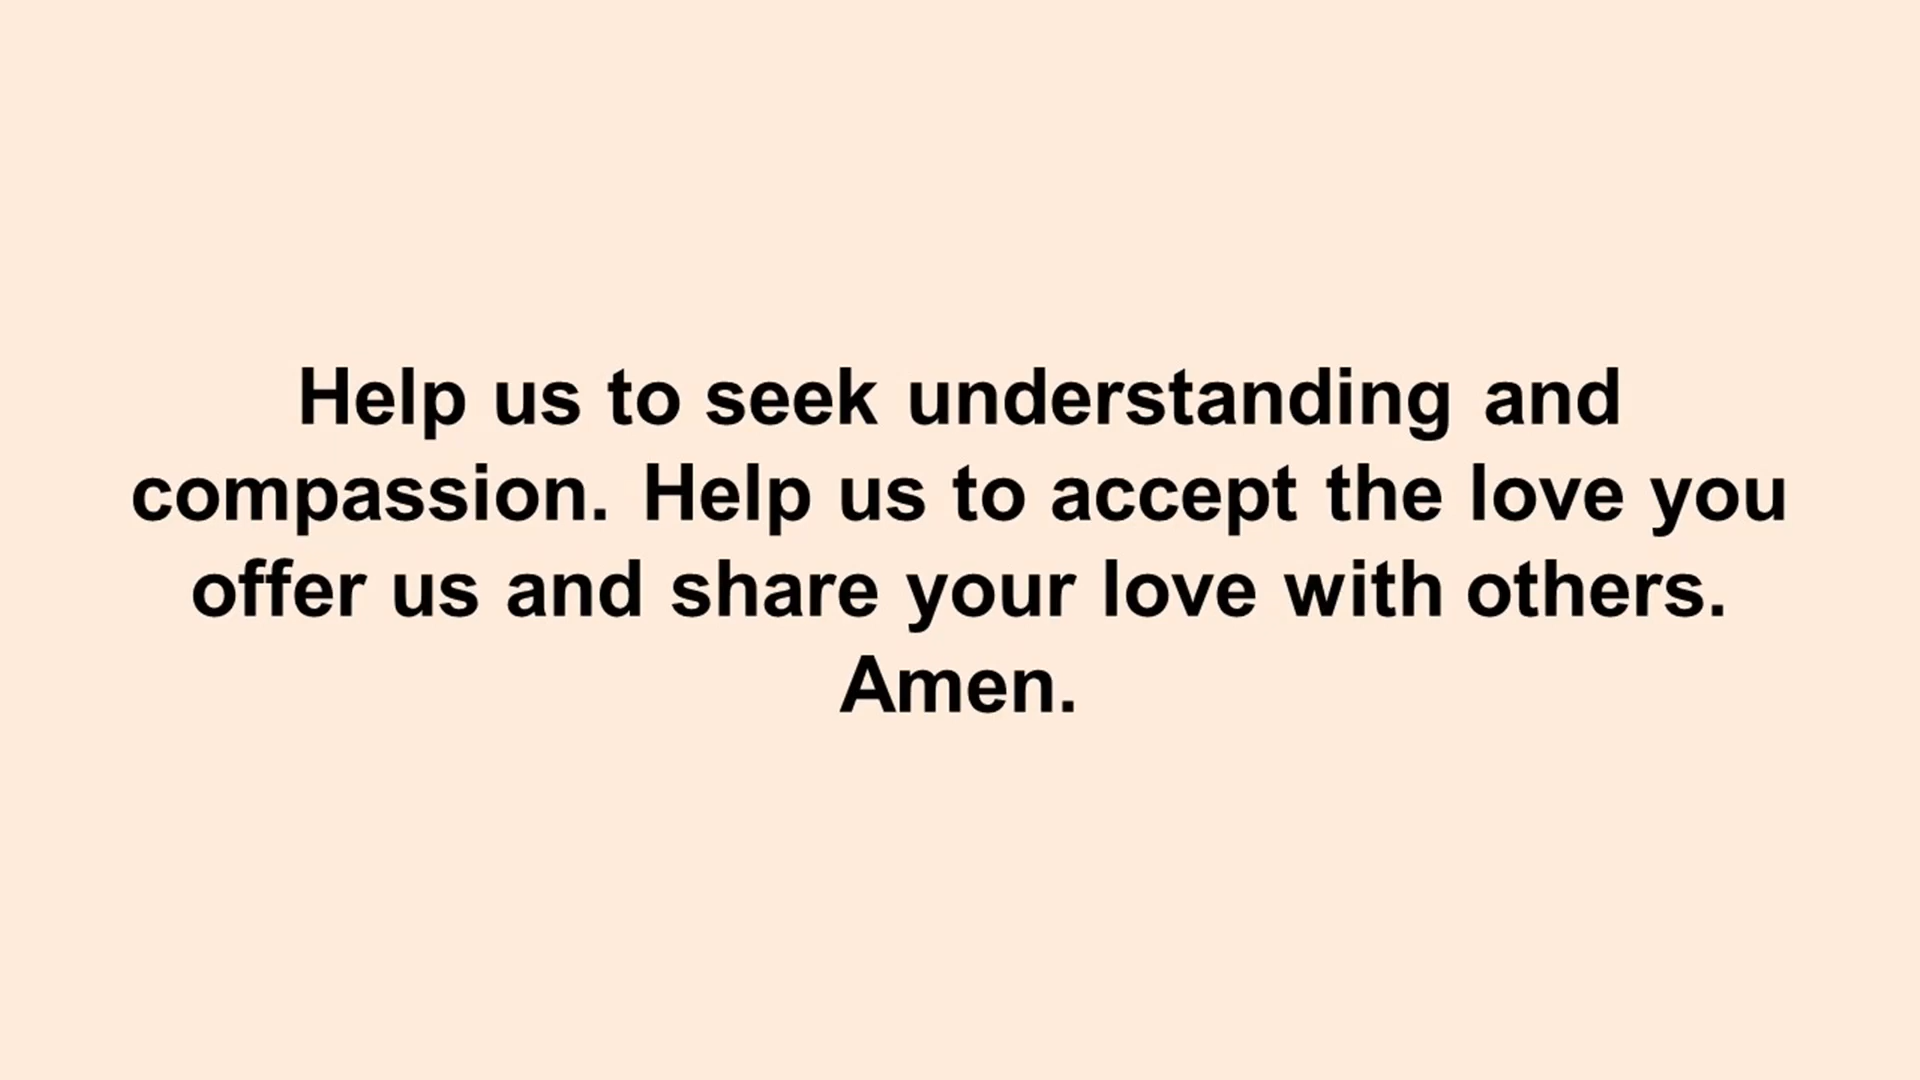 Help us to seek understanding and
compassion. Help us to accept the love you
offer us and share your love with others.
Amen.